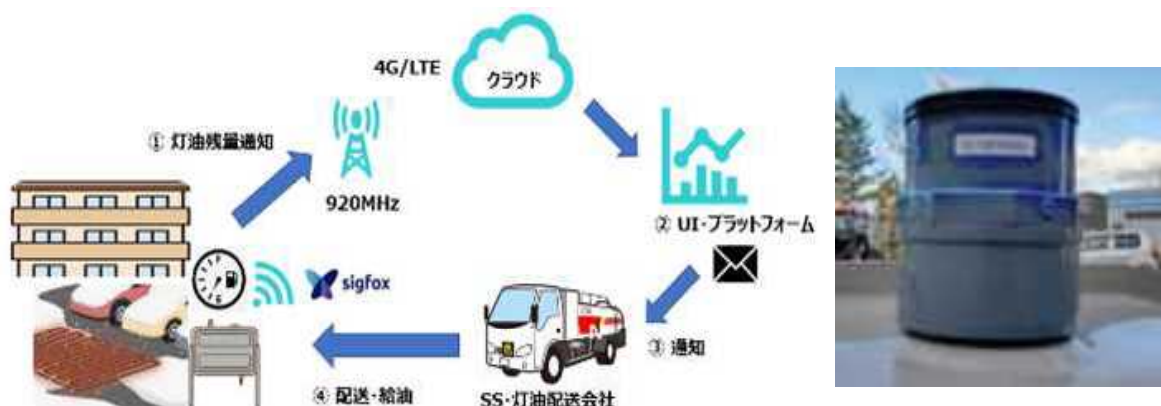 4G/LTE
クラウド
① 灯油残量通知
920MHz
② UI・プラットフォーム
sigfox
③ 通知
④ 配送・給油
SS・灯油配送会社